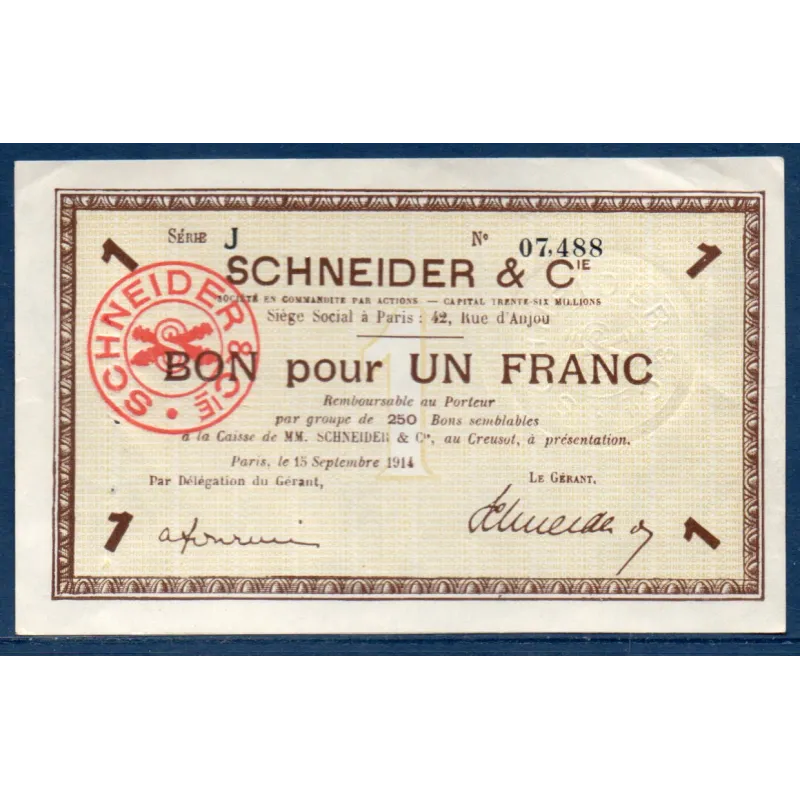 1
1
SÉRIE J
N° 07,488
SCHNEIDER & CIE
SOCIÉTÉ EN COMMANDITE PAR ACTIONS — CAPITAL TRENTE-SIX MILLIONS
Siège Social à Paris : 42, Rue d'Anjou
SCHNEIDER & CIE
BON pour UN FRANC
1
Remboursable au Porteur
par groupe de 250 Bons semblables
à la Caisse de MM. SCHNEIDER & Cie, au Creusot, à présentation.
Paris, le 15 Septembre 1914
Par Délégation du Gérant,
LE GÉRANT,
1
Schneider
1